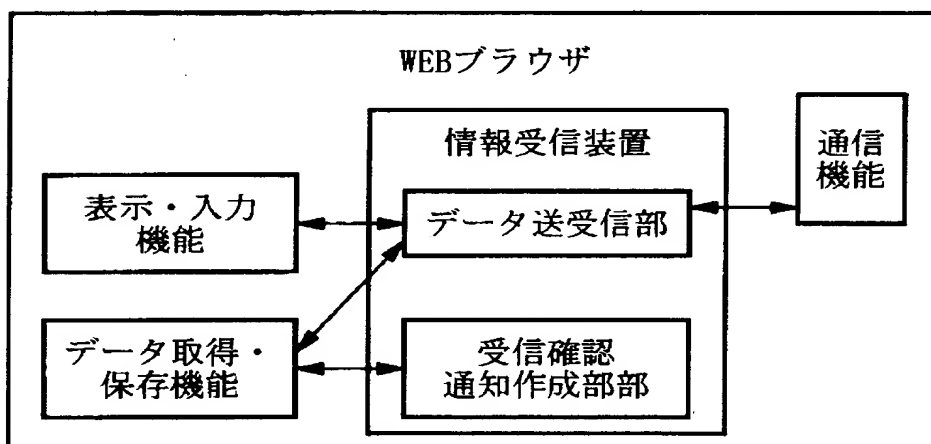 WEBブラウザ
情報受信装置
通信
機能
表示・入力
機能
データ送受信部
データ取得・
保存機能
受信確認
通知作成部部